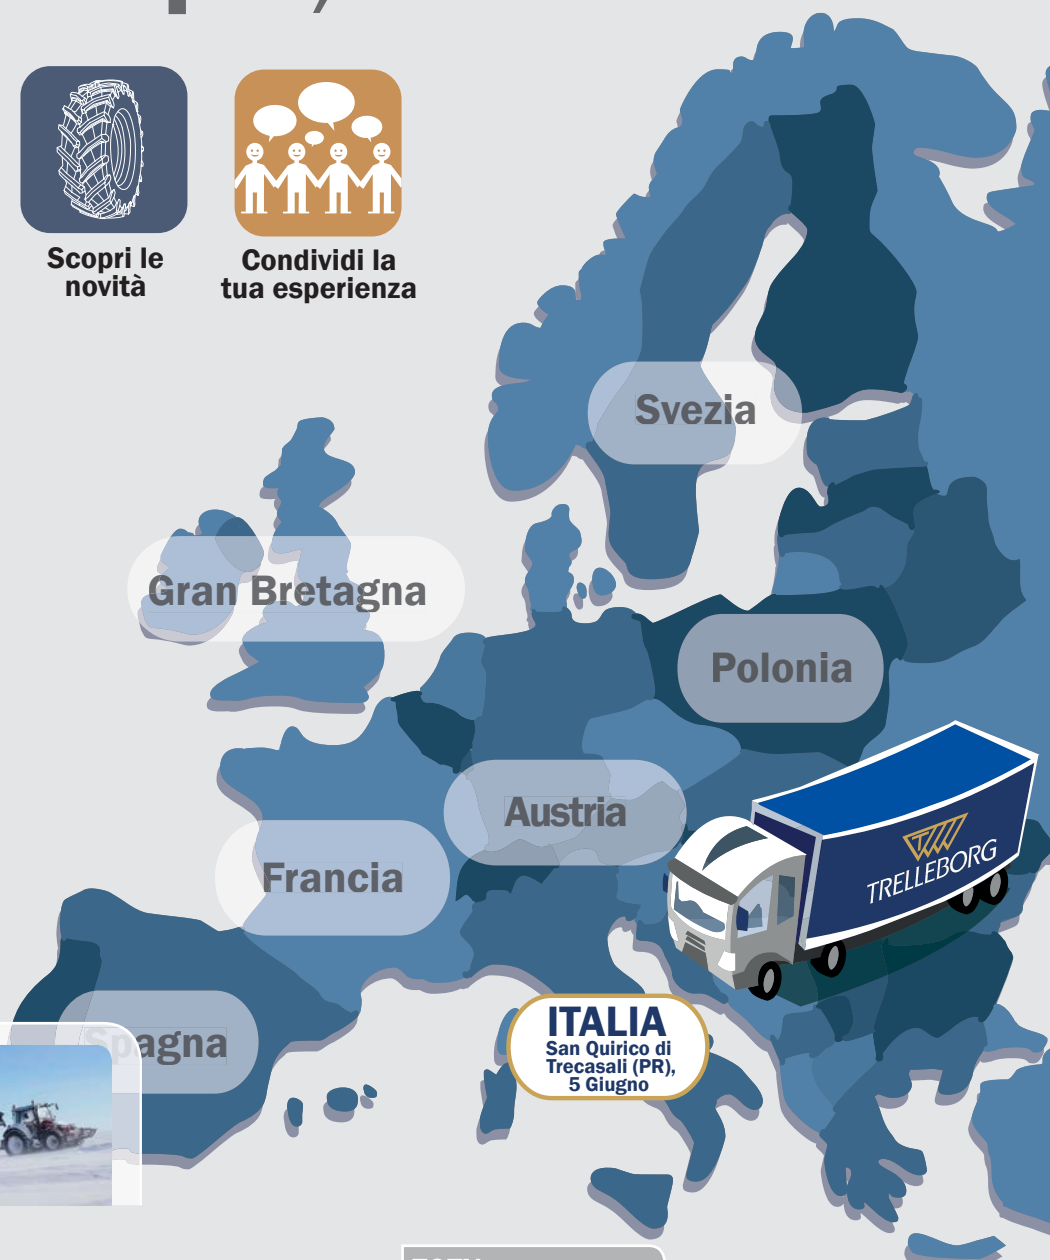 Scopri le
novità
Condividi la
tua esperienza
Svezia
Gran Bretagna
Polonia
Austria
TRELLEBORG
Francia
Spagna
ITALIA
San Quirico di
Trecasali (PR),
5 Giugno